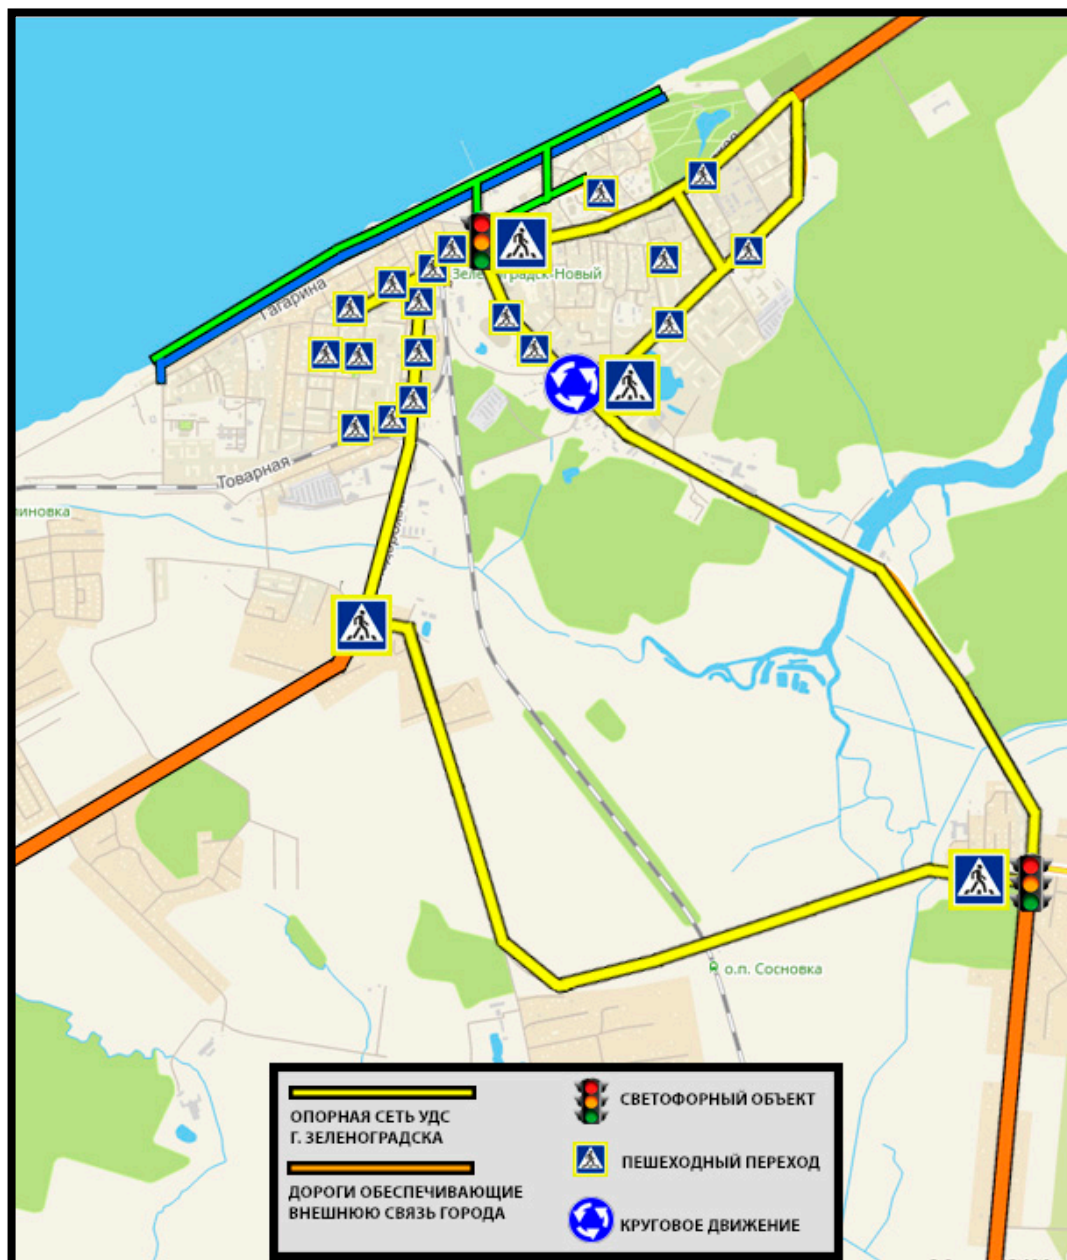 Гагарина
Зеленоградск-Новый
Товарная
о.п. Сосновка
ОПОРНАЯ СЕТЬ УДС
Г. ЗЕЛЕНОГРАДСКА
ДОРОГИ ОБЕСПЕЧИВАЮЩИЕ
ВНЕШНЮЮ СВЯЗЬ ГОРОДА
СВЕТОФОРНЫЙ ОБЪЕКТ
ПЕШЕХОДНЫЙ ПЕРЕХОД
КРУГОВОЕ ДВИЖЕНИЕ